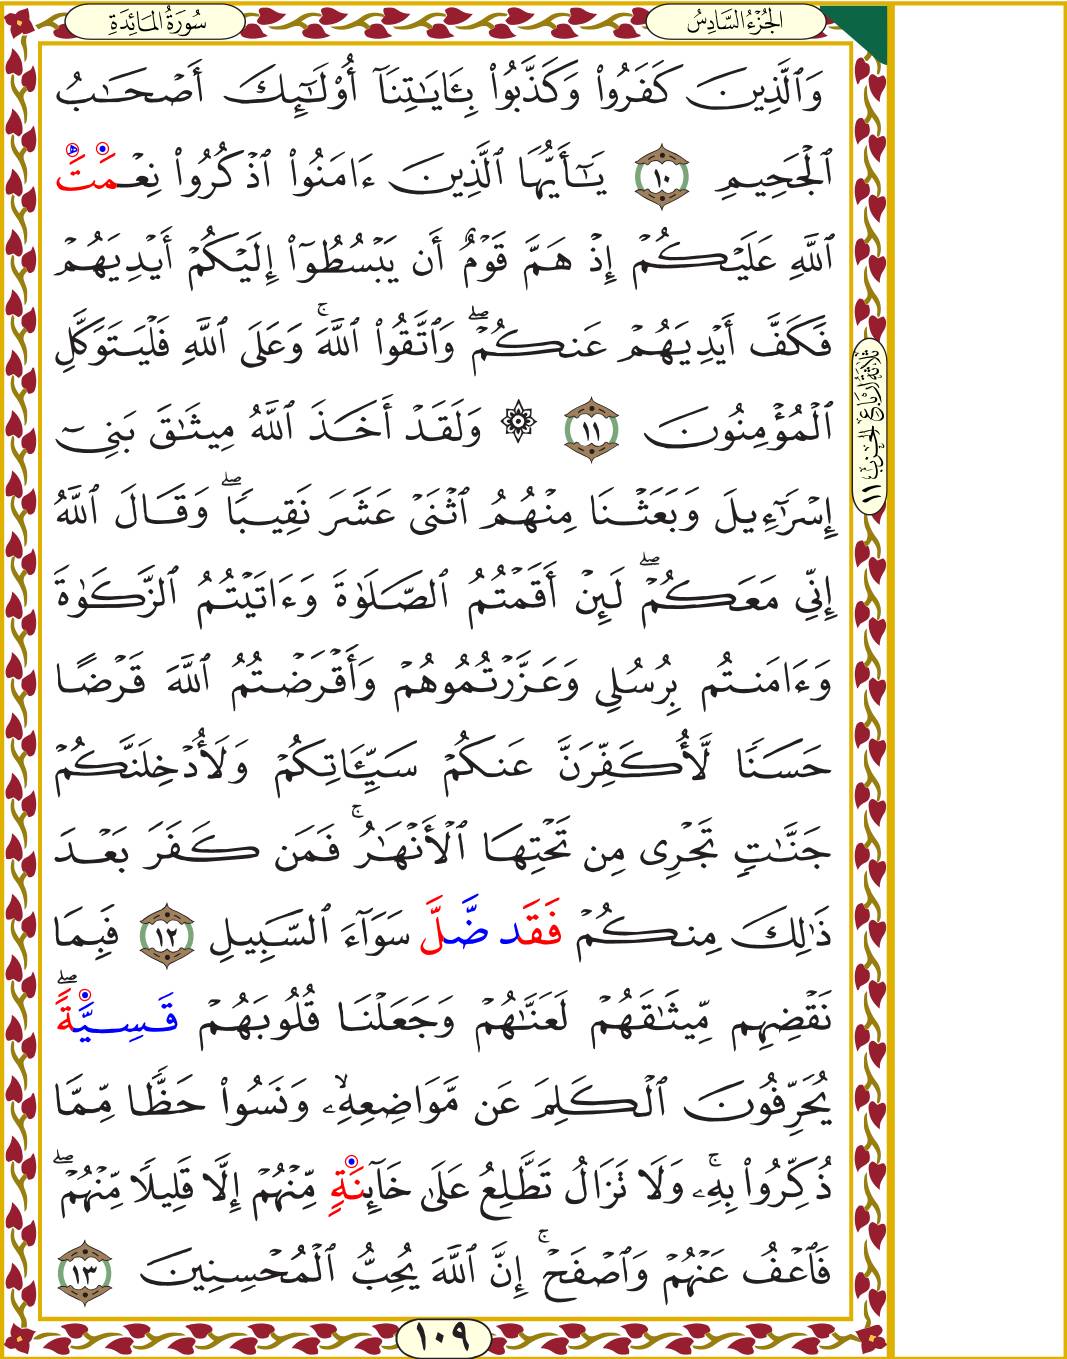 سُورَةُ المَائِدَةِ
الجُزْءُ السَّادِسُ
وَٱلَّذِينَ كَفَرُواْ وَكَذَّبُواْ بِـَٔايَٰتِنَآ أُوْلَٰٓئِكَ أَصۡحَٰبُ
ٱلۡجَحِيمِ ١٠ يَٰٓأَيُّهَا ٱلَّذِينَ ءَامَنُواْ ٱذۡكُرُواْ نِعۡمَتَ
ٱللَّهِ عَلَيۡكُمۡ إِذۡ هَمَّ قَوۡمٌ أَن يَبۡسُطُوٓاْ إِلَيۡكُمۡ أَيۡدِيَهُمۡ
فَكَفَّ أَيۡدِيَهُمۡ عَنكُمۡۖ وَٱتَّقُواْ ٱللَّهَۚ وَعَلَى ٱللَّهِ فَلۡيَتَوَكَّلِ
ٱلۡمُؤۡمِنُونَ ١١ ۞ وَلَقَدۡ أَخَذَ ٱللَّهُ مِيثَٰقَ بَنِيٓ
إِسۡرَٰٓءِيلَ وَبَعَثۡنَا مِنۡهُمُ ٱثۡنَيۡ عَشَرَ نَقِيبٗاۖ وَقَالَ ٱللَّهُ
إِنِّي مَعَكُمۡۖ لَئِنۡ أَقَمۡتُمُ ٱلصَّلَوٰةَ وَءَاتَيۡتُمُ ٱلزَّكَوٰةَ
وَءَامَنتُم بِرُسُلِي وَعَزَّرۡتُمُوهُمۡ وَأَقۡرَضۡتُمُ ٱللَّهَ قَرۡضًا
حَسَنٗا لَّأُكَفِّرَنَّ عَنكُمۡ سَيِّـَٔاتِكُمۡ وَلَأُدۡخِلَنَّكُمۡ
جَنَّٰتٖ تَجۡرِي مِن تَحۡتِهَا ٱلۡأَنۡهَٰرُۚ فَمَن كَفَرَ بَعۡدَ
ذَٰلِكَ مِنكُمۡ فَقَد ضَّلَّ سَوَآءَ ٱلسَّبِيلِ ١٢ فَبِمَا
نَقۡضِهِم مِّيثَٰقَهُمۡ لَعَنَّٰهُمۡ وَجَعَلۡنَا قُلُوبَهُمۡ قَسِيَّةٗۖ
يُحَرِّفُونَ ٱلۡكَلِمَ عَن مَّوَاضِعِهِۦۙ وَنَسُواْ حَظّٗا مِّمَّا
ذُكِّرُواْ بِهِۦۚ وَلَا تَزَالُ تَطَّلِعُ عَلَىٰ خَآئِنَةٖ مِّنۡهُمۡ إِلَّا قَلِيلٗا مِّنۡهُمۡۖ
فَٱعۡفُ عَنۡهُمۡ وَٱصۡفَحۡۚ إِنَّ ٱللَّهَ يُحِبُّ ٱلۡمُحۡسِنِينَ ١٣
ثَلَاثَةُ أَرْبَاعِ الحِزْبِ ١١
١٠٩